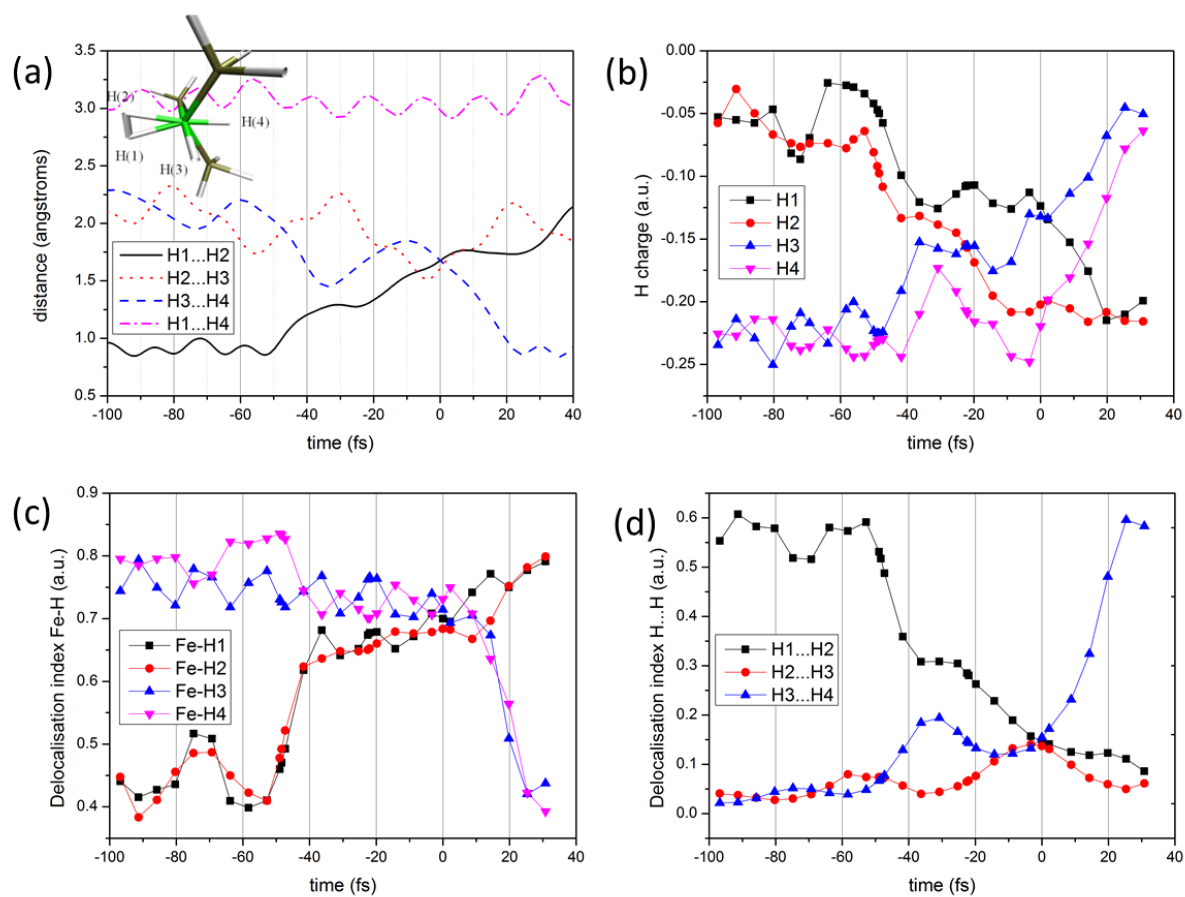 (a)
3.5
3.0
2.5
2.0
1.5
1.0
0.5
distance (angstroms)
H(2)
H(4)
H(1)
H(3)
H1...H2
H2...H3
H3...H4
H1...H4
-100 -80 -60 -40 -20 0 20 40
time (fs)
(b)
0.00
-0.05
-0.10
-0.15
-0.20
-0.25
H charge (a.u.)
H1
H2
H3
H4
-100 -80 -60 -40 -20 0 20 40
time (fs)
(c)
0.9
0.8
0.7
0.6
0.5
0.4
Delocalisation index Fe-H (a.u.)
Fe-H1
Fe-H2
Fe-H3
Fe-H4
-100 -80 -60 -40 -20 0 20 40
time (fs)
(d)
0.6
0.5
0.4
0.3
0.2
0.1
0.0
Delocalisation index H...H (a.u.)
H1...H2
H2...H3
H3...H4
-100 -80 -60 -40 -20 0 20 40
time (fs)